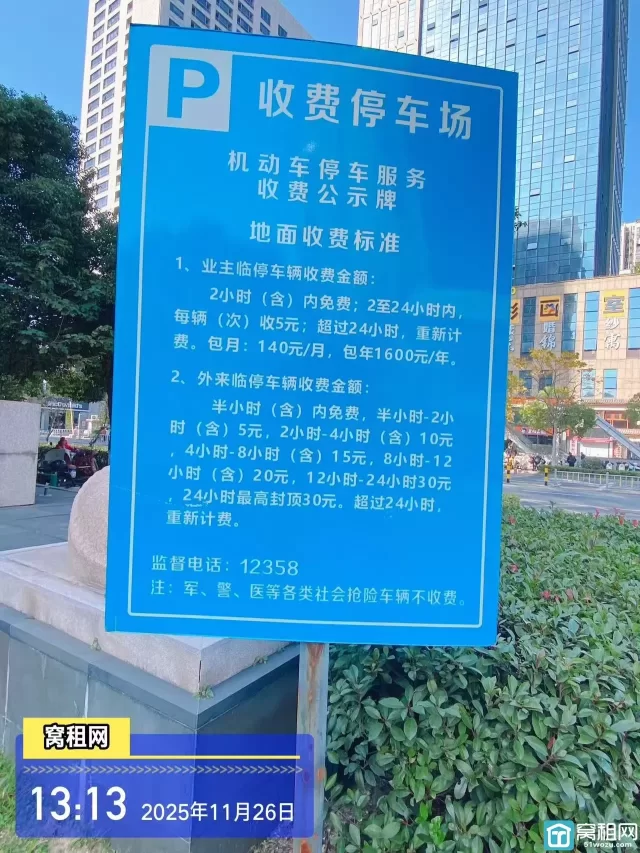 P 收费停车场
机动车停车服务
收费公示牌
地面收费标准
1、业主临停车辆收费金额：
2小时（含）内免费；2至24小时内，
每辆（次）收5元；超过24小时，重新计
费。包月：140元/月，包年1600元/年。
2、外来临停车辆收费金额：
半小时（含）内免费，半小时-2小
时（含）5元，2小时-4小时（含）10元
，4小时-8小时（含）15元，8小时-12
小时（含）20元，12小时-24小时30元
，24小时最高封顶30元。超过24小时，
重新计费。
监督电话：12358
注：军、警、医等各类社会抢险车辆不收费。
窝租网
13:13 2025年11月26日
窝租网
51wozu.com